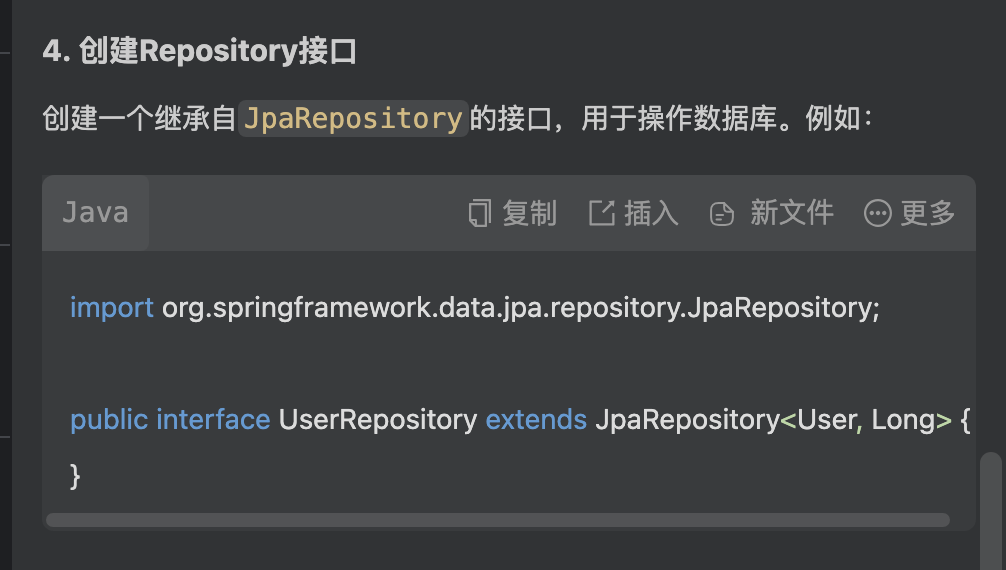 4. 创建Repository接口
创建一个继承自JpaRepository的接口，用于操作数据库。例如：
Java 复制 插入 新文件 更多
import org.springframework.data.jpa.repository.JpaRepository;
public interface UserRepository extends JpaRepository<User, Long> {
}